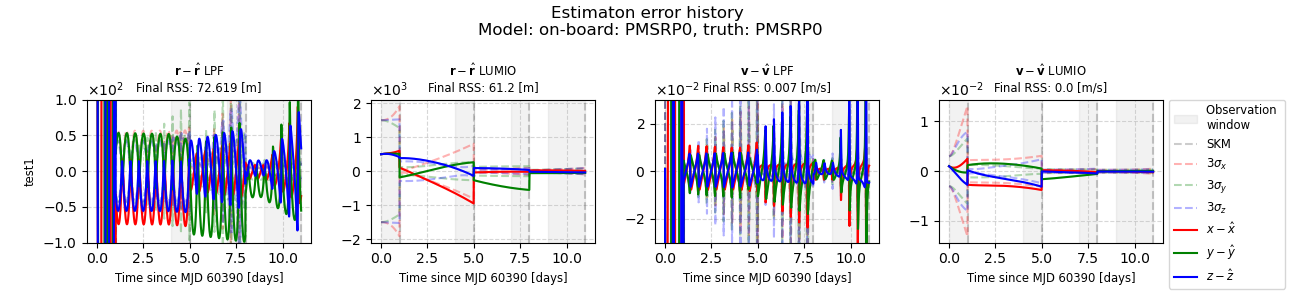 Estimaton error history
Model: on-board: PMSRP0, truth: PMSRP0
r − r̂ LPF
Final RSS: 72.619 [m]
×10²
1.0
0.5
0.0
−0.5
−1.0
test1
0.0 2.5 5.0 7.5 10.0
Time since MJD 60390 [days]
r − r̂ LUMIO
Final RSS: 61.2 [m]
×10³
2
1
0
−1
−2
0.0 2.5 5.0 7.5 10.0
Time since MJD 60390 [days]
v − v̂ LPF
Final RSS: 0.007 [m/s]
×10⁻²
2
0
−2
0.0 2.5 5.0 7.5 10.0
Time since MJD 60390 [days]
v − v̂ LUMIO
Final RSS: 0.0 [m/s]
×10⁻²
1
0
−1
0.0 2.5 5.0 7.5 10.0
Time since MJD 60390 [days]
Observation
window
SKM
3σₓ
3σᵧ
3σ_z
x − x̂
y − ŷ
z − ẑ